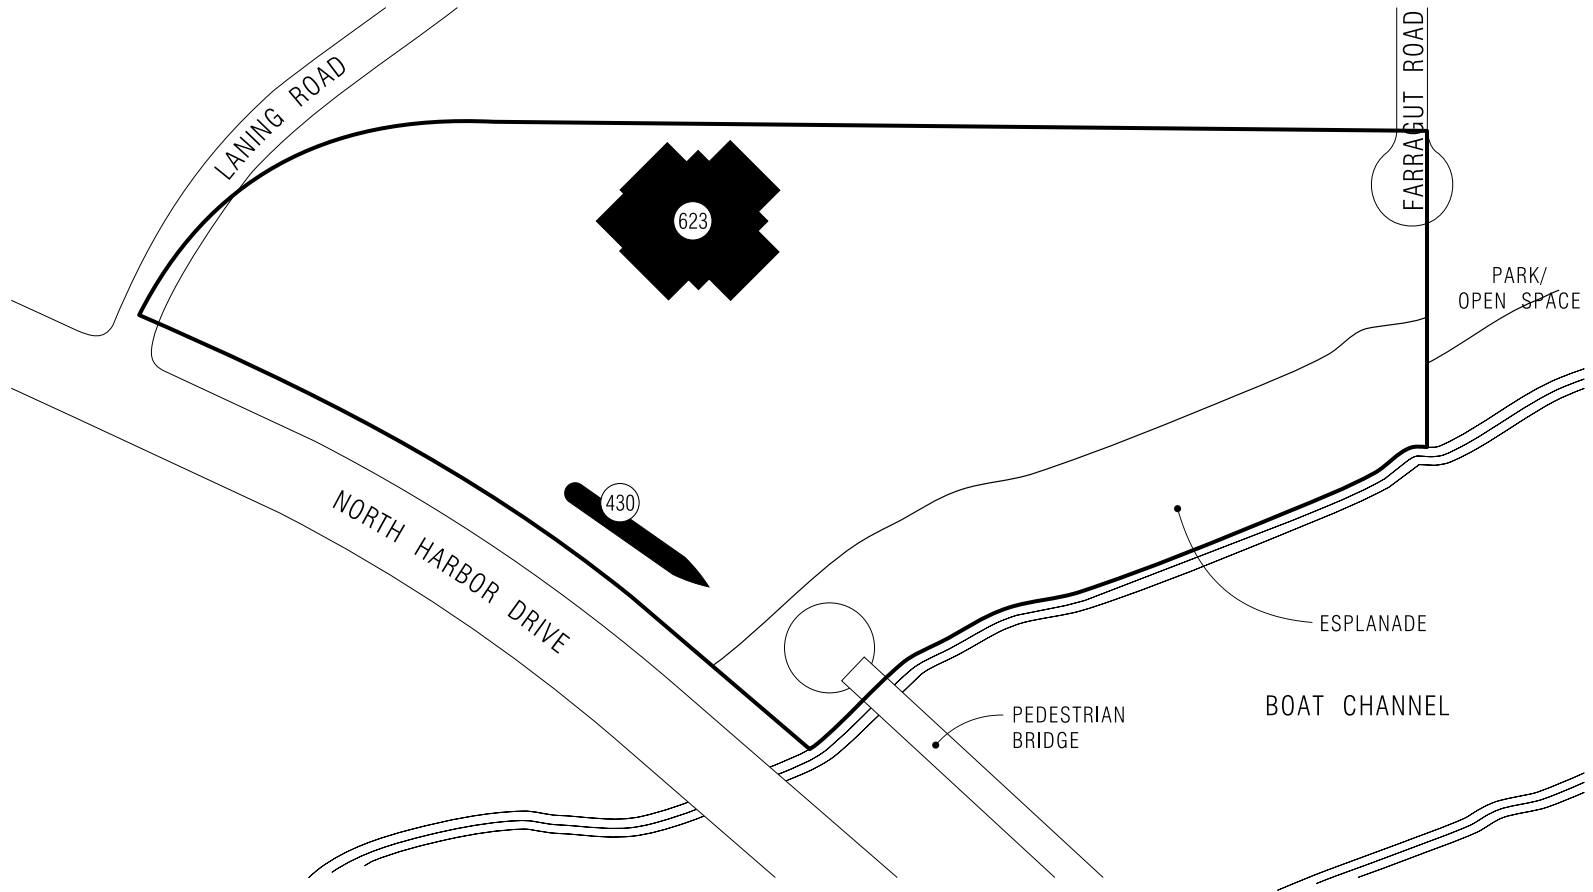 LANING ROAD
FARRAGUT ROAD
623
PARK/
OPEN SPACE
430
NORTH HARBOR DRIVE
ESPLANADE
BOAT CHANNEL
PEDESTRIAN
BRIDGE